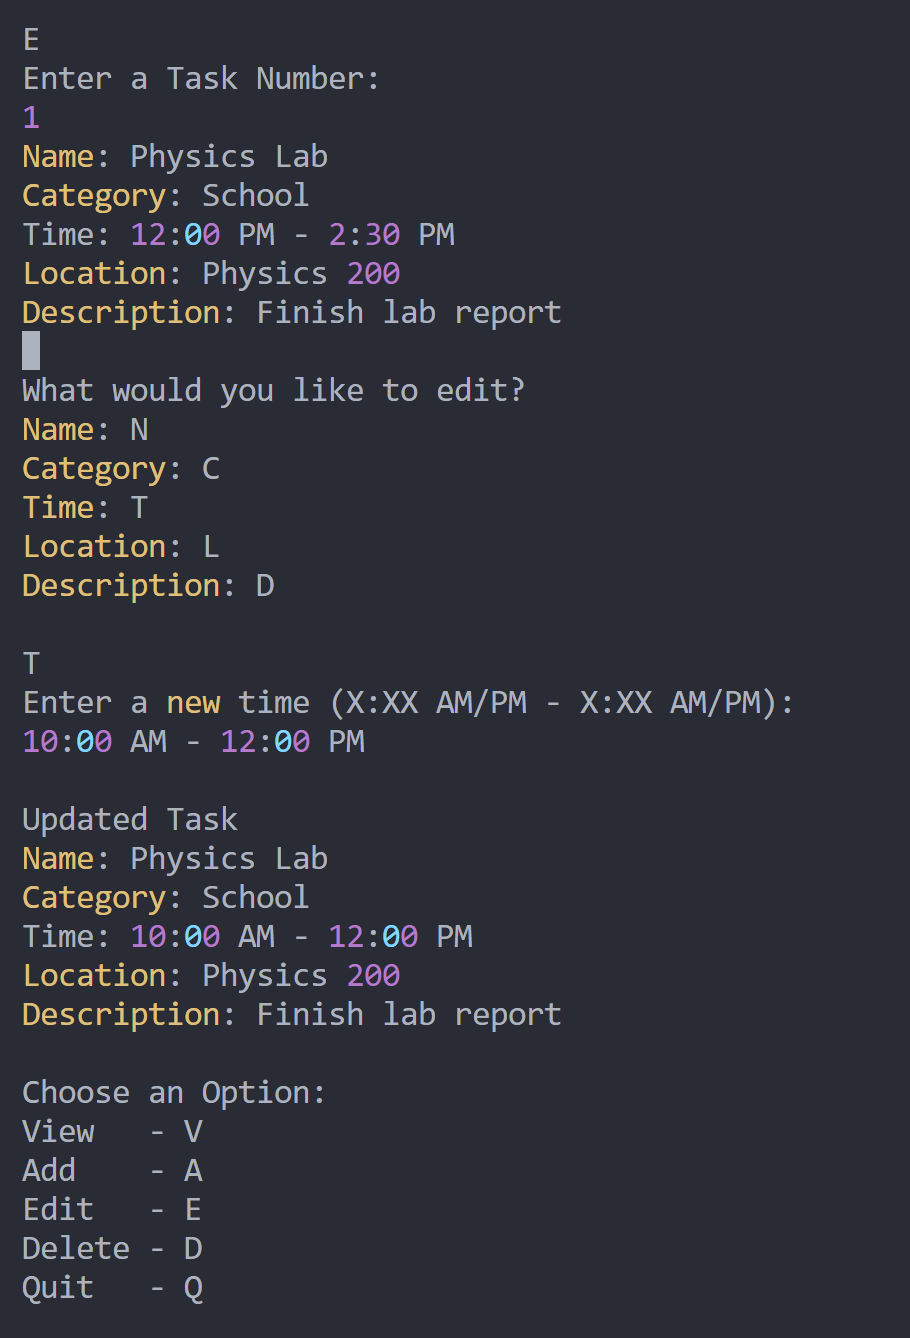 E
Enter a Task Number:
1
Name: Physics Lab
Category: School
Time: 12:00 PM - 2:30 PM
Location: Physics 200
Description: Finish lab report
What would you like to edit?
Name: N
Category: C
Time: T
Location: L
Description: D
T
Enter a new time (X:XX AM/PM - X:XX AM/PM):
10:00 AM - 12:00 PM
Updated Task
Name: Physics Lab
Category: School
Time: 10:00 AM - 12:00 PM
Location: Physics 200
Description: Finish lab report
Choose an Option:
View   - V
Add    - A
Edit   - E
Delete - D
Quit   - Q